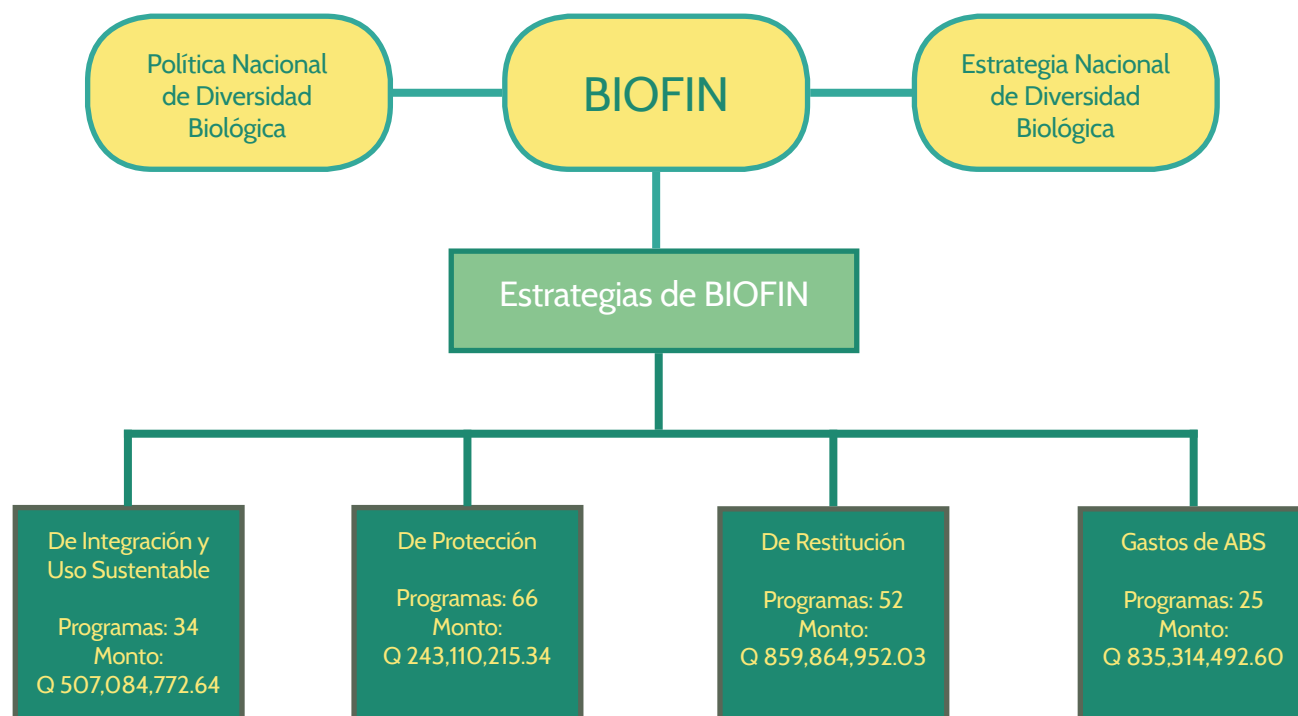 Política Nacional
de Diversidad
Biológica
BIOFIN
Estrategia Nacional
de Diversidad
Biológica
Estrategias de BIOFIN
De Integración y
Uso Sustentable
Programas: 34
Monto:
Q 507,084,772.64
De Protección
Programas: 66
Monto:
Q 243,110,215.34
De Restitución
Programas: 52
Monto:
Q 859,864,952.03
Gastos de ABS
Programas: 25
Monto:
Q 835,314,492.60